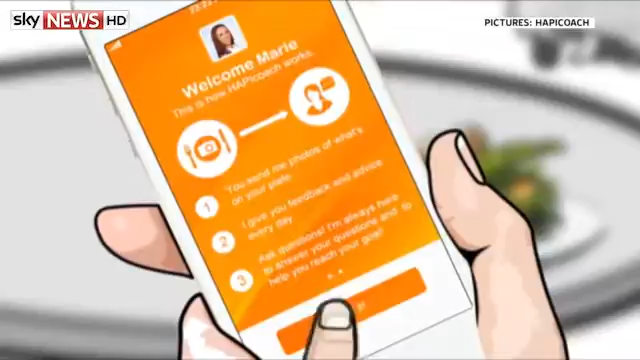 sky NEWS HD
PICTURES: HAPICOACH
Welcome Marie
This is how HAPIcoach works.
1 You send me photos of what's
on your plate.
2 I give you feedback and advice
every day
3 Ask questions! I'm always here
to answer your questions and to
help you reach your goal!